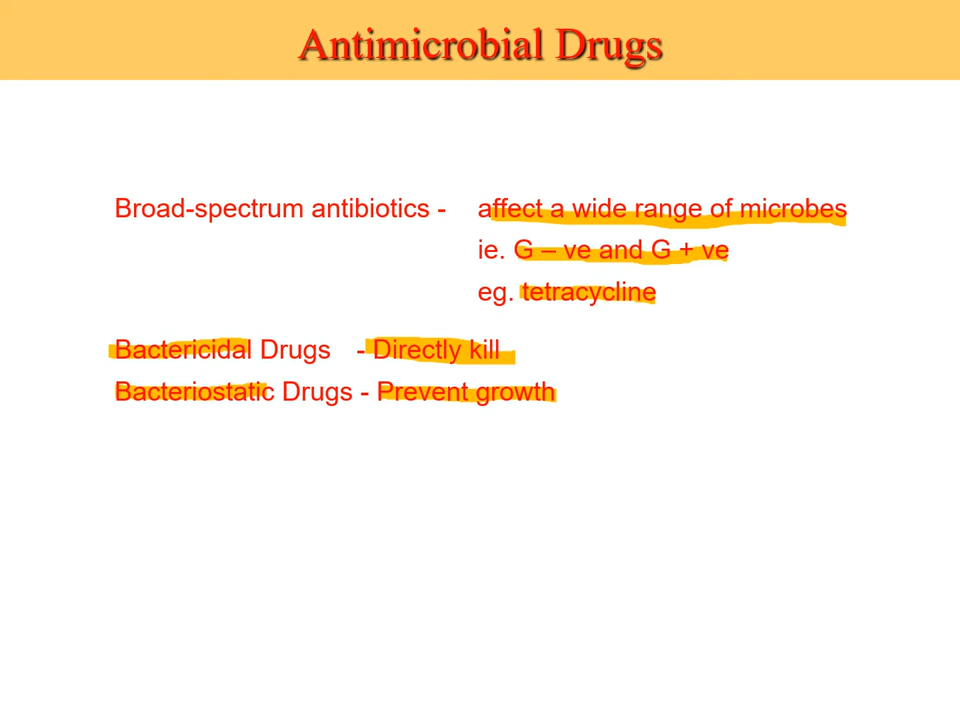 Antimicrobial Drugs
Broad-spectrum antibiotics - affect a wide range of microbes
ie. G – ve and G + ve
eg. tetracycline
Bactericidal Drugs - Directly kill
Bacteriostatic Drugs - Prevent growth